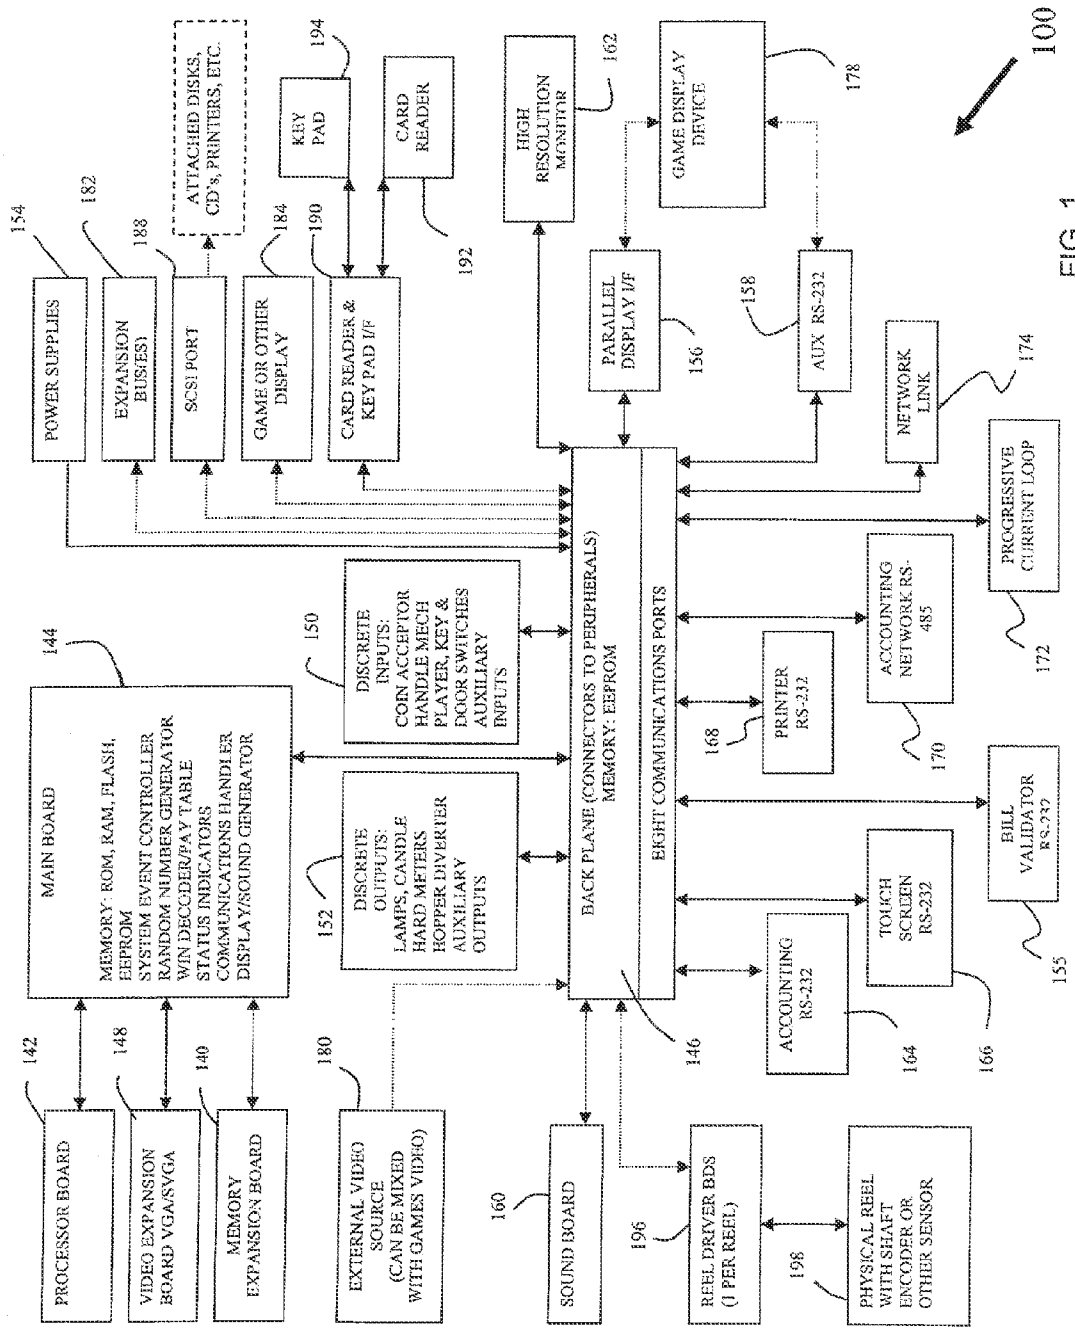 PROCESSOR BOARD
142
VIDEO EXPANSION
BOARD VGA/SVGA
148
MEMORY
EXPANSION BOARD
140
MAIN BOARD
MEMORY: ROM, RAM, FLASH,
EEPROM
SYSTEM EVENT CONTROLLER
RANDOM NUMBER GENERATOR
WIN DECODER/PAY TABLE
STATUS INDICATORS
COMMUNICATIONS HANDLER
DISPLAY/SOUND GENERATOR
144
POWER SUPPLIES
154
EXPANSION
BUS(ES)
182
SCSI PORT
188
ATTACHED DISKS,
CD's, PRINTERS, ETC.
GAME OR OTHER
DISPLAY
184
CARD READER &
KEY PAD I/F
190
KEY
PAD
194
CARD
READER
192
EXTERNAL VIDEO
SOURCE
(CAN BE MIXED
WITH GAMES VIDEO)
180
DISCRETE
OUTPUTS:
LAMPS, CANDLE
HARD METERS
HOPPER DIVERTER
AUXILIARY
OUTPUTS
152
DISCRETE
INPUTS:
COIN ACCEPTOR
HANDLE MECH
PLAYER, KEY &
DOOR SWITCHES
AUXILIARY
INPUTS
150
HIGH
RESOLUTION
MONITOR
162
SOUND BOARD
160
BACK PLANE (CONNECTORS TO PERIPHERALS)
MEMORY: EEPROM
EIGHT COMMUNICATIONS PORTS
146
PARALLEL
DISPLAY I/F
156
GAME DISPLAY
DEVICE
178
REEL DRIVER BDS
(1 PER REEL)
196
AUX RS-232
158
PHYSICAL REEL
WITH SHAFT
ENCODER OR
OTHER SENSOR
198
ACCOUNTING
RS-232
164
TOUCH
SCREEN
RS-232
166
BILL
VALIDATOR
RS-232
155
PRINTER
RS-232
168
ACCOUNTING
NETWORK RS-
485
170
PROGRESSIVE
CURRENT LOOP
172
NETWORK
LINK
174
100
FIG. 1